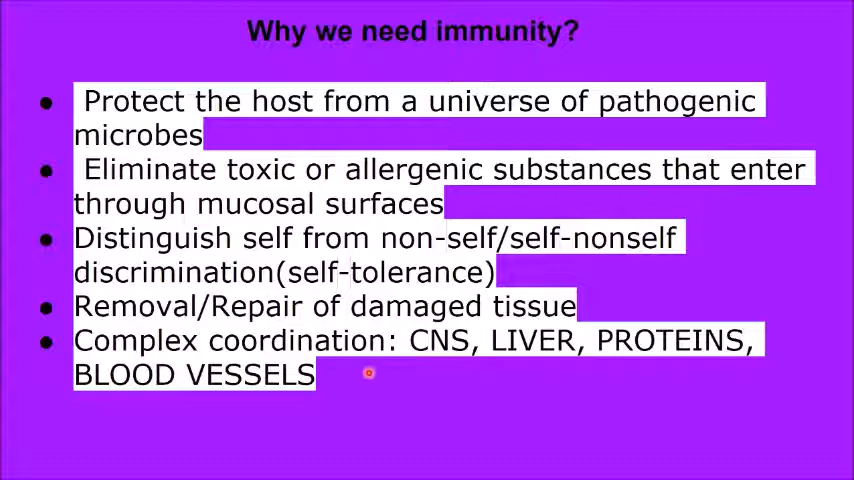 Why we need immunity?
● Protect the host from a universe of pathogenic
microbes
● Eliminate toxic or allergenic substances that enter
through mucosal surfaces
● Distinguish self from non-self/self-nonself
discrimination(self-tolerance)
● Removal/Repair of damaged tissue
● Complex coordination: CNS, LIVER, PROTEINS,
BLOOD VESSELS